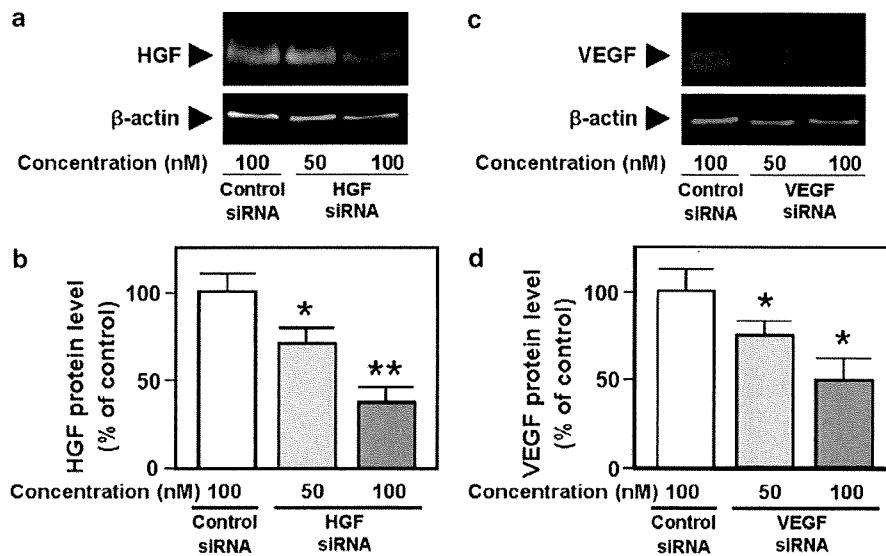 a
HGF
β-actin
Concentration (nM) 100 50 100
Control siRNA
HGF siRNA
c
VEGF
β-actin
Concentration (nM) 100 50 100
Control siRNA
VEGF siRNA
b
HGF protein level
(% of control)
100
50
0
*
**
Concentration (nM) 100 50 100
Control siRNA
HGF siRNA
d
VEGF protein level
(% of control)
100
50
0
*
*
Concentration (nM) 100 50 100
Control siRNA
VEGF siRNA